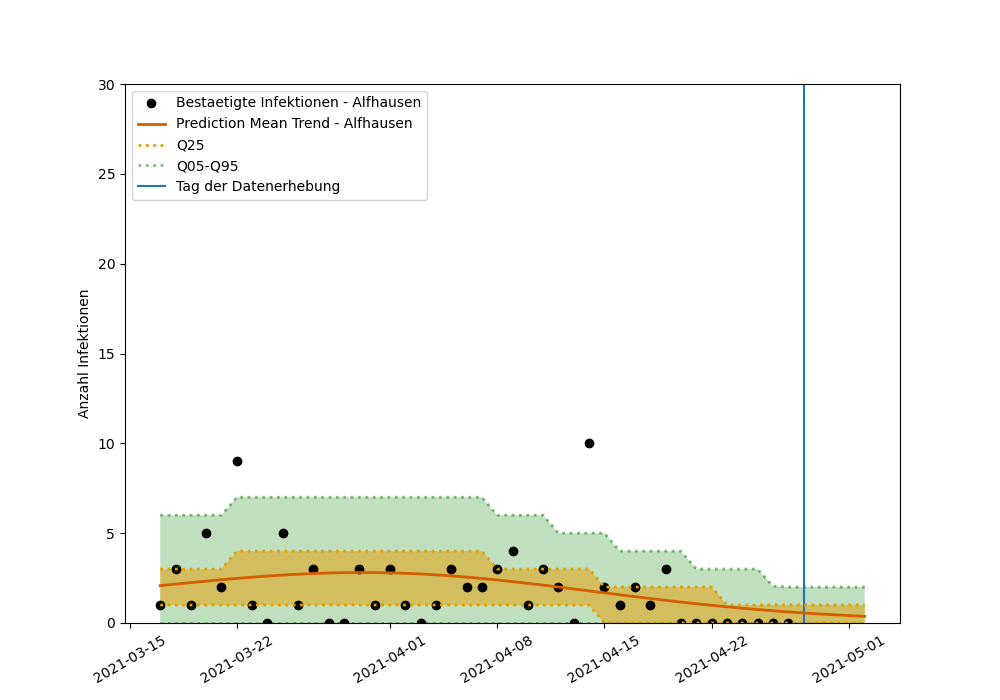 30
25
20
15
10
5
0
Anzahl Infektionen
Bestaetigte Infektionen - Alfhausen
Prediction Mean Trend - Alfhausen
Q25
Q05-Q95
Tag der Datenerhebung
2021-03-15
2021-03-22
2021-04-01
2021-04-08
2021-04-15
2021-04-22
2021-05-01